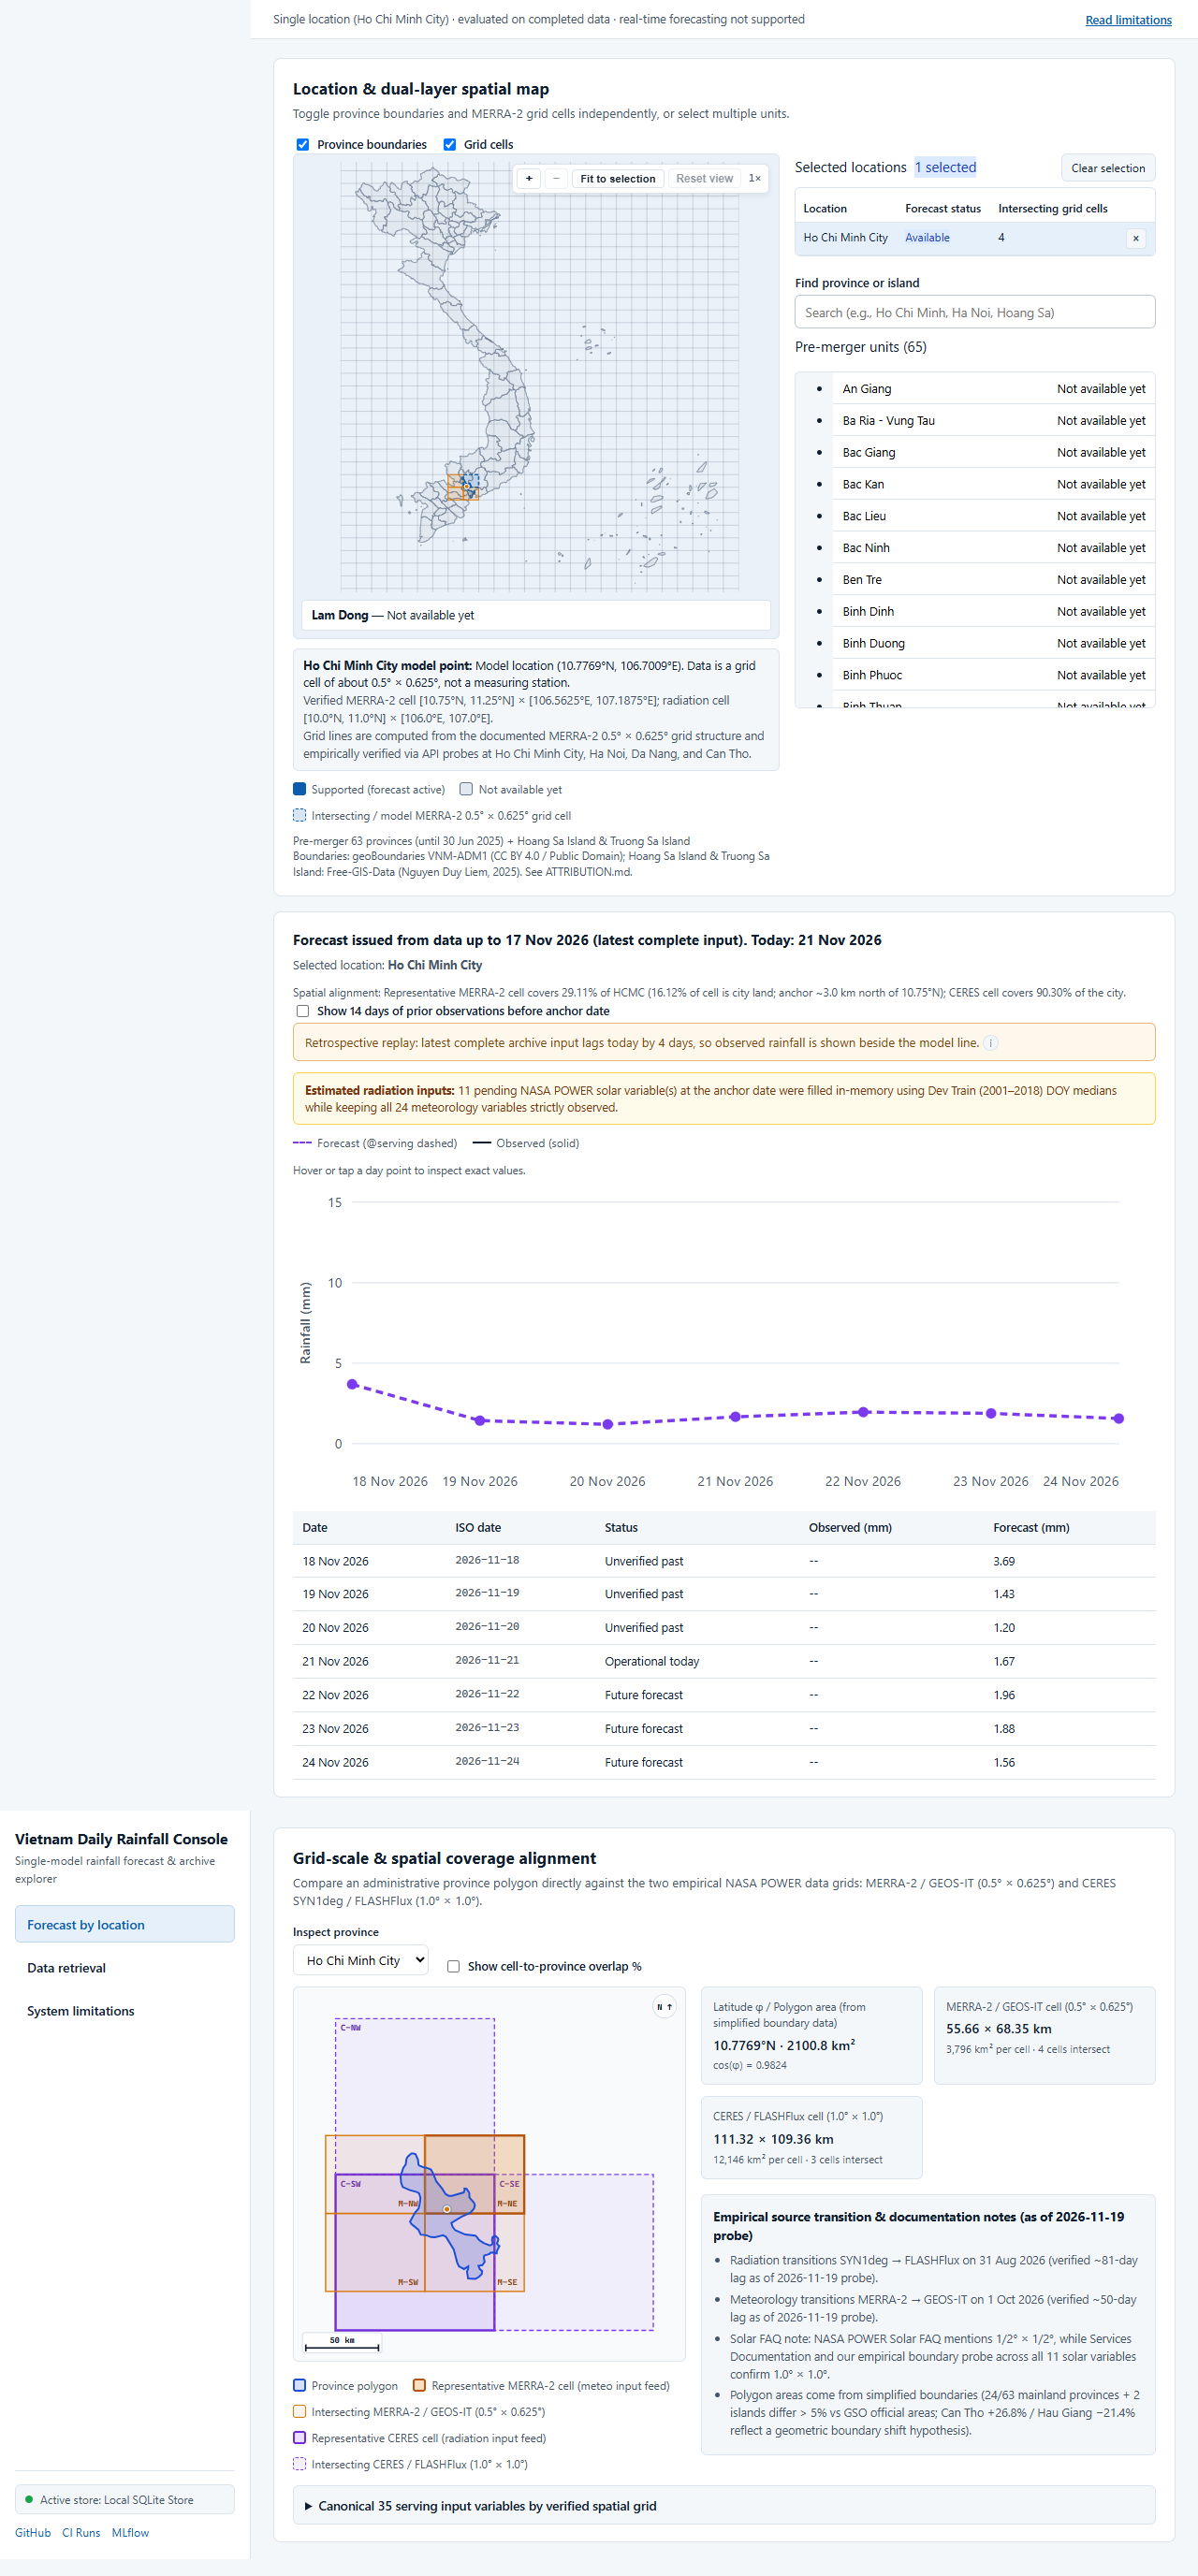 Single location (Ho Chi Minh City) · evaluated on completed data · real-time forecasting not supported
Read limitations
Location & dual-layer spatial map
Toggle province boundaries and MERRA-2 grid cells independently, or select multiple units.
Province boundaries
Grid cells
+
−
Fit to selection
Reset view
1×
Lam Dong — Not available yet
Ho Chi Minh City model point: Model location (10.7769°N, 106.7009°E). Data is a grid
cell of about 0.5° × 0.625°, not a measuring station.
Verified MERRA-2 cell [10.75°N, 11.25°N] × [106.5625°E, 107.1875°E]; radiation cell
[10.0°N, 11.0°N] × [106.0°E, 107.0°E].
Grid lines are computed from the documented MERRA-2 0.5° × 0.625° grid structure and
empirically verified via API probes at Ho Chi Minh City, Ha Noi, Da Nang, and Can Tho.
Supported (forecast active)
Not available yet
Intersecting / model MERRA-2 0.5° × 0.625° grid cell
Pre-merger 63 provinces (until 30 Jun 2025) + Hoang Sa Island & Truong Sa Island
Boundaries: geoBoundaries VNM-ADM1 (CC BY 4.0 / Public Domain); Hoang Sa Island & Truong Sa
Island: Free-GIS-Data (Nguyen Duy Liem, 2025). See ATTRIBUTION.md.
Selected locations 1 selected
Clear selection
Location Forecast status Intersecting grid cells
Ho Chi Minh City Available 4 ×
Find province or island
Search (e.g., Ho Chi Minh, Ha Noi, Hoang Sa)
Pre-merger units (65)
An Giang Not available yet
Ba Ria - Vung Tau Not available yet
Bac Giang Not available yet
Bac Kan Not available yet
Bac Lieu Not available yet
Bac Ninh Not available yet
Ben Tre Not available yet
Binh Dinh Not available yet
Binh Duong Not available yet
Binh Phuoc Not available yet
Binh Thuan Not available yet
Forecast issued from data up to 17 Nov 2026 (latest complete input). Today: 21 Nov 2026
Selected location: Ho Chi Minh City
Spatial alignment: Representative MERRA-2 cell covers 29.11% of HCMC (16.12% of cell is city land; anchor ~3.0 km north of 10.75°N); CERES cell covers 90.30% of the city.
Show 14 days of prior observations before anchor date
Retrospective replay: latest complete archive input lags today by 4 days, so observed rainfall is shown beside the model line. i
Estimated radiation inputs: 11 pending NASA POWER solar variable(s) at the anchor date were filled in-memory using Dev Train (2001–2018) DOY medians
while keeping all 24 meteorology variables strictly observed.
Forecast (@serving dashed)
Observed (solid)
Hover or tap a day point to inspect exact values.
15
10
5
0
Rainfall (mm)
18 Nov 2026 19 Nov 2026 20 Nov 2026 21 Nov 2026 22 Nov 2026 23 Nov 2026 24 Nov 2026
Date ISO date Status Observed (mm) Forecast (mm)
18 Nov 2026 2026-11-18 Unverified past -- 3.69
19 Nov 2026 2026-11-19 Unverified past -- 1.43
20 Nov 2026 2026-11-20 Unverified past -- 1.20
21 Nov 2026 2026-11-21 Operational today -- 1.67
22 Nov 2026 2026-11-22 Future forecast -- 1.96
23 Nov 2026 2026-11-23 Future forecast -- 1.88
24 Nov 2026 2026-11-24 Future forecast -- 1.56
Vietnam Daily Rainfall Console
Single-model rainfall forecast & archive
explorer
Forecast by location
Data retrieval
System limitations
Active store: Local SQLite Store
GitHub CI Runs MLflow
Grid-scale & spatial coverage alignment
Compare an administrative province polygon directly against the two empirical NASA POWER data grids: MERRA-2 / GEOS-IT (0.5° × 0.625°) and CERES
SYN1deg / FLASHFlux (1.0° × 1.0°).
Inspect province
Ho Chi Minh City
Show cell-to-province overlap %
N ↑
C-NW
C-SW
C-SE
M-NW
M-NE
M-SW
M-SE
50 km
Province polygon
Representative MERRA-2 cell (meteo input feed)
Intersecting MERRA-2 / GEOS-IT (0.5° × 0.625°)
Representative CERES cell (radiation input feed)
Intersecting CERES / FLASHFlux (1.0° × 1.0°)
Latitude φ / Polygon area (from
simplified boundary data)
10.7769°N · 2100.8 km²
cos(φ) = 0.9824
MERRA-2 / GEOS-IT cell (0.5° × 0.625°)
55.66 × 68.35 km
3,796 km² per cell · 4 cells intersect
CERES / FLASHFlux cell (1.0° × 1.0°)
111.32 × 109.36 km
12,146 km² per cell · 3 cells intersect
Empirical source transition & documentation notes (as of 2026-11-19
probe)
Radiation transitions SYN1deg → FLASHFlux on 31 Aug 2026 (verified ~81-day
lag as of 2026-11-19 probe).
Meteorology transitions MERRA-2 → GEOS-IT on 1 Oct 2026 (verified ~50-day
lag as of 2026-11-19 probe).
Solar FAQ note: NASA POWER Solar FAQ mentions 1/2° × 1/2°, while Services
Documentation and our empirical boundary probe across all 11 solar variables
confirm 1.0° × 1.0°.
Polygon areas come from simplified boundaries (24/63 mainland provinces + 2
islands differ > 5% vs GSO official areas; Can Tho +26.8% / Hau Giang −21.4%
reflect a geometric boundary shift hypothesis).
Canonical 35 serving input variables by verified spatial grid